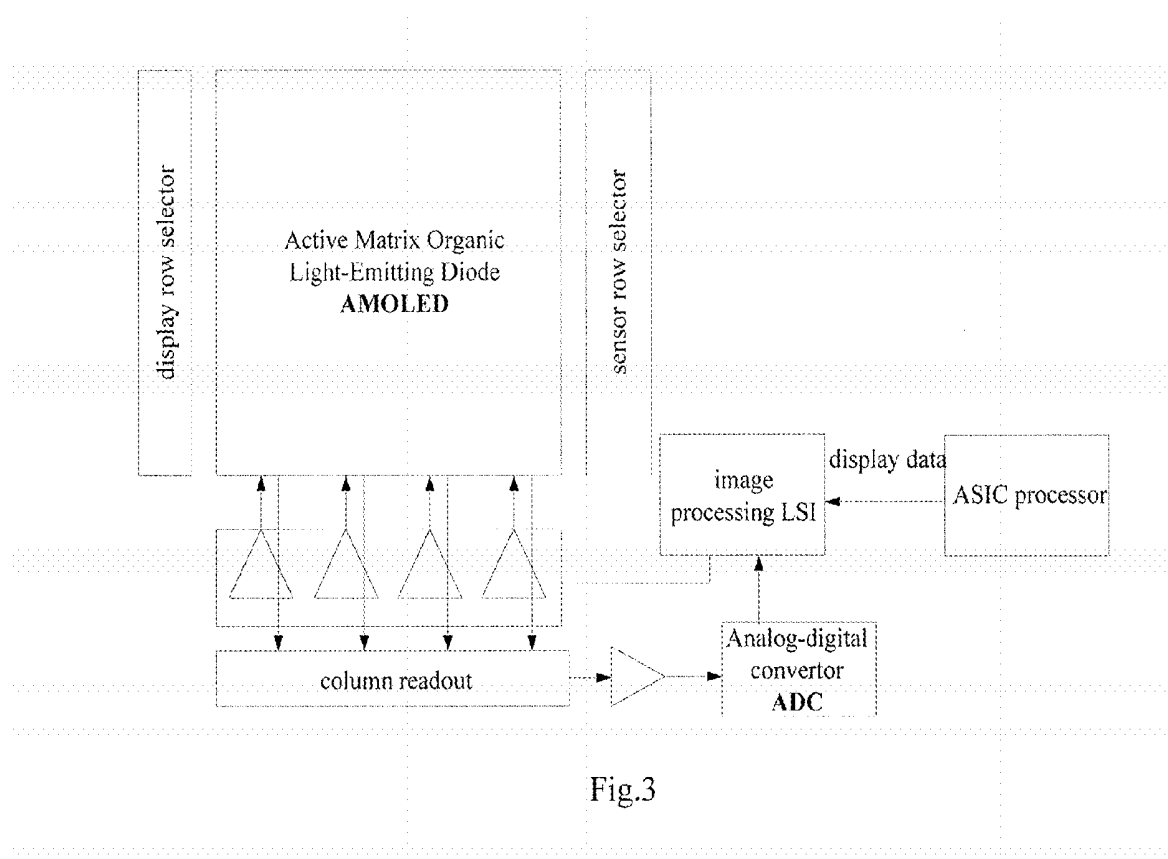 display row selector
Active Matrix Organic
Light-Emitting Diode
AMOLED
sensor row selector
image
processing LSI
display data
ASIC processor
column readout
Analog-digital
convertor
ADC
Fig.3